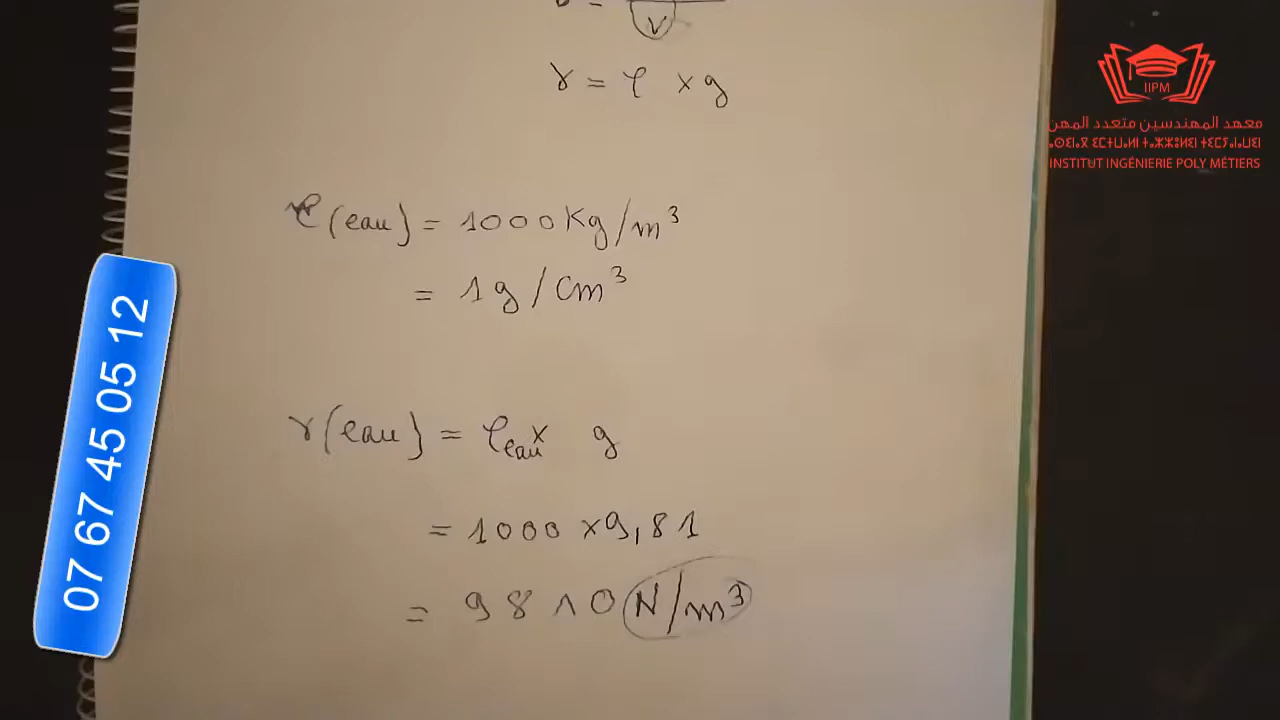 V
γ = ρ × g
ρ(eau) = 1000 Kg/m³
= 1 g/cm³
γ(eau) = ρeau × g
= 1000 × 9,81
= 9810 N/m³
07 67 45 05 12
IIPM
معهد المهندسين متعدد المهن
INSTITUT INGÉNIERIE POLY MÉTIERS